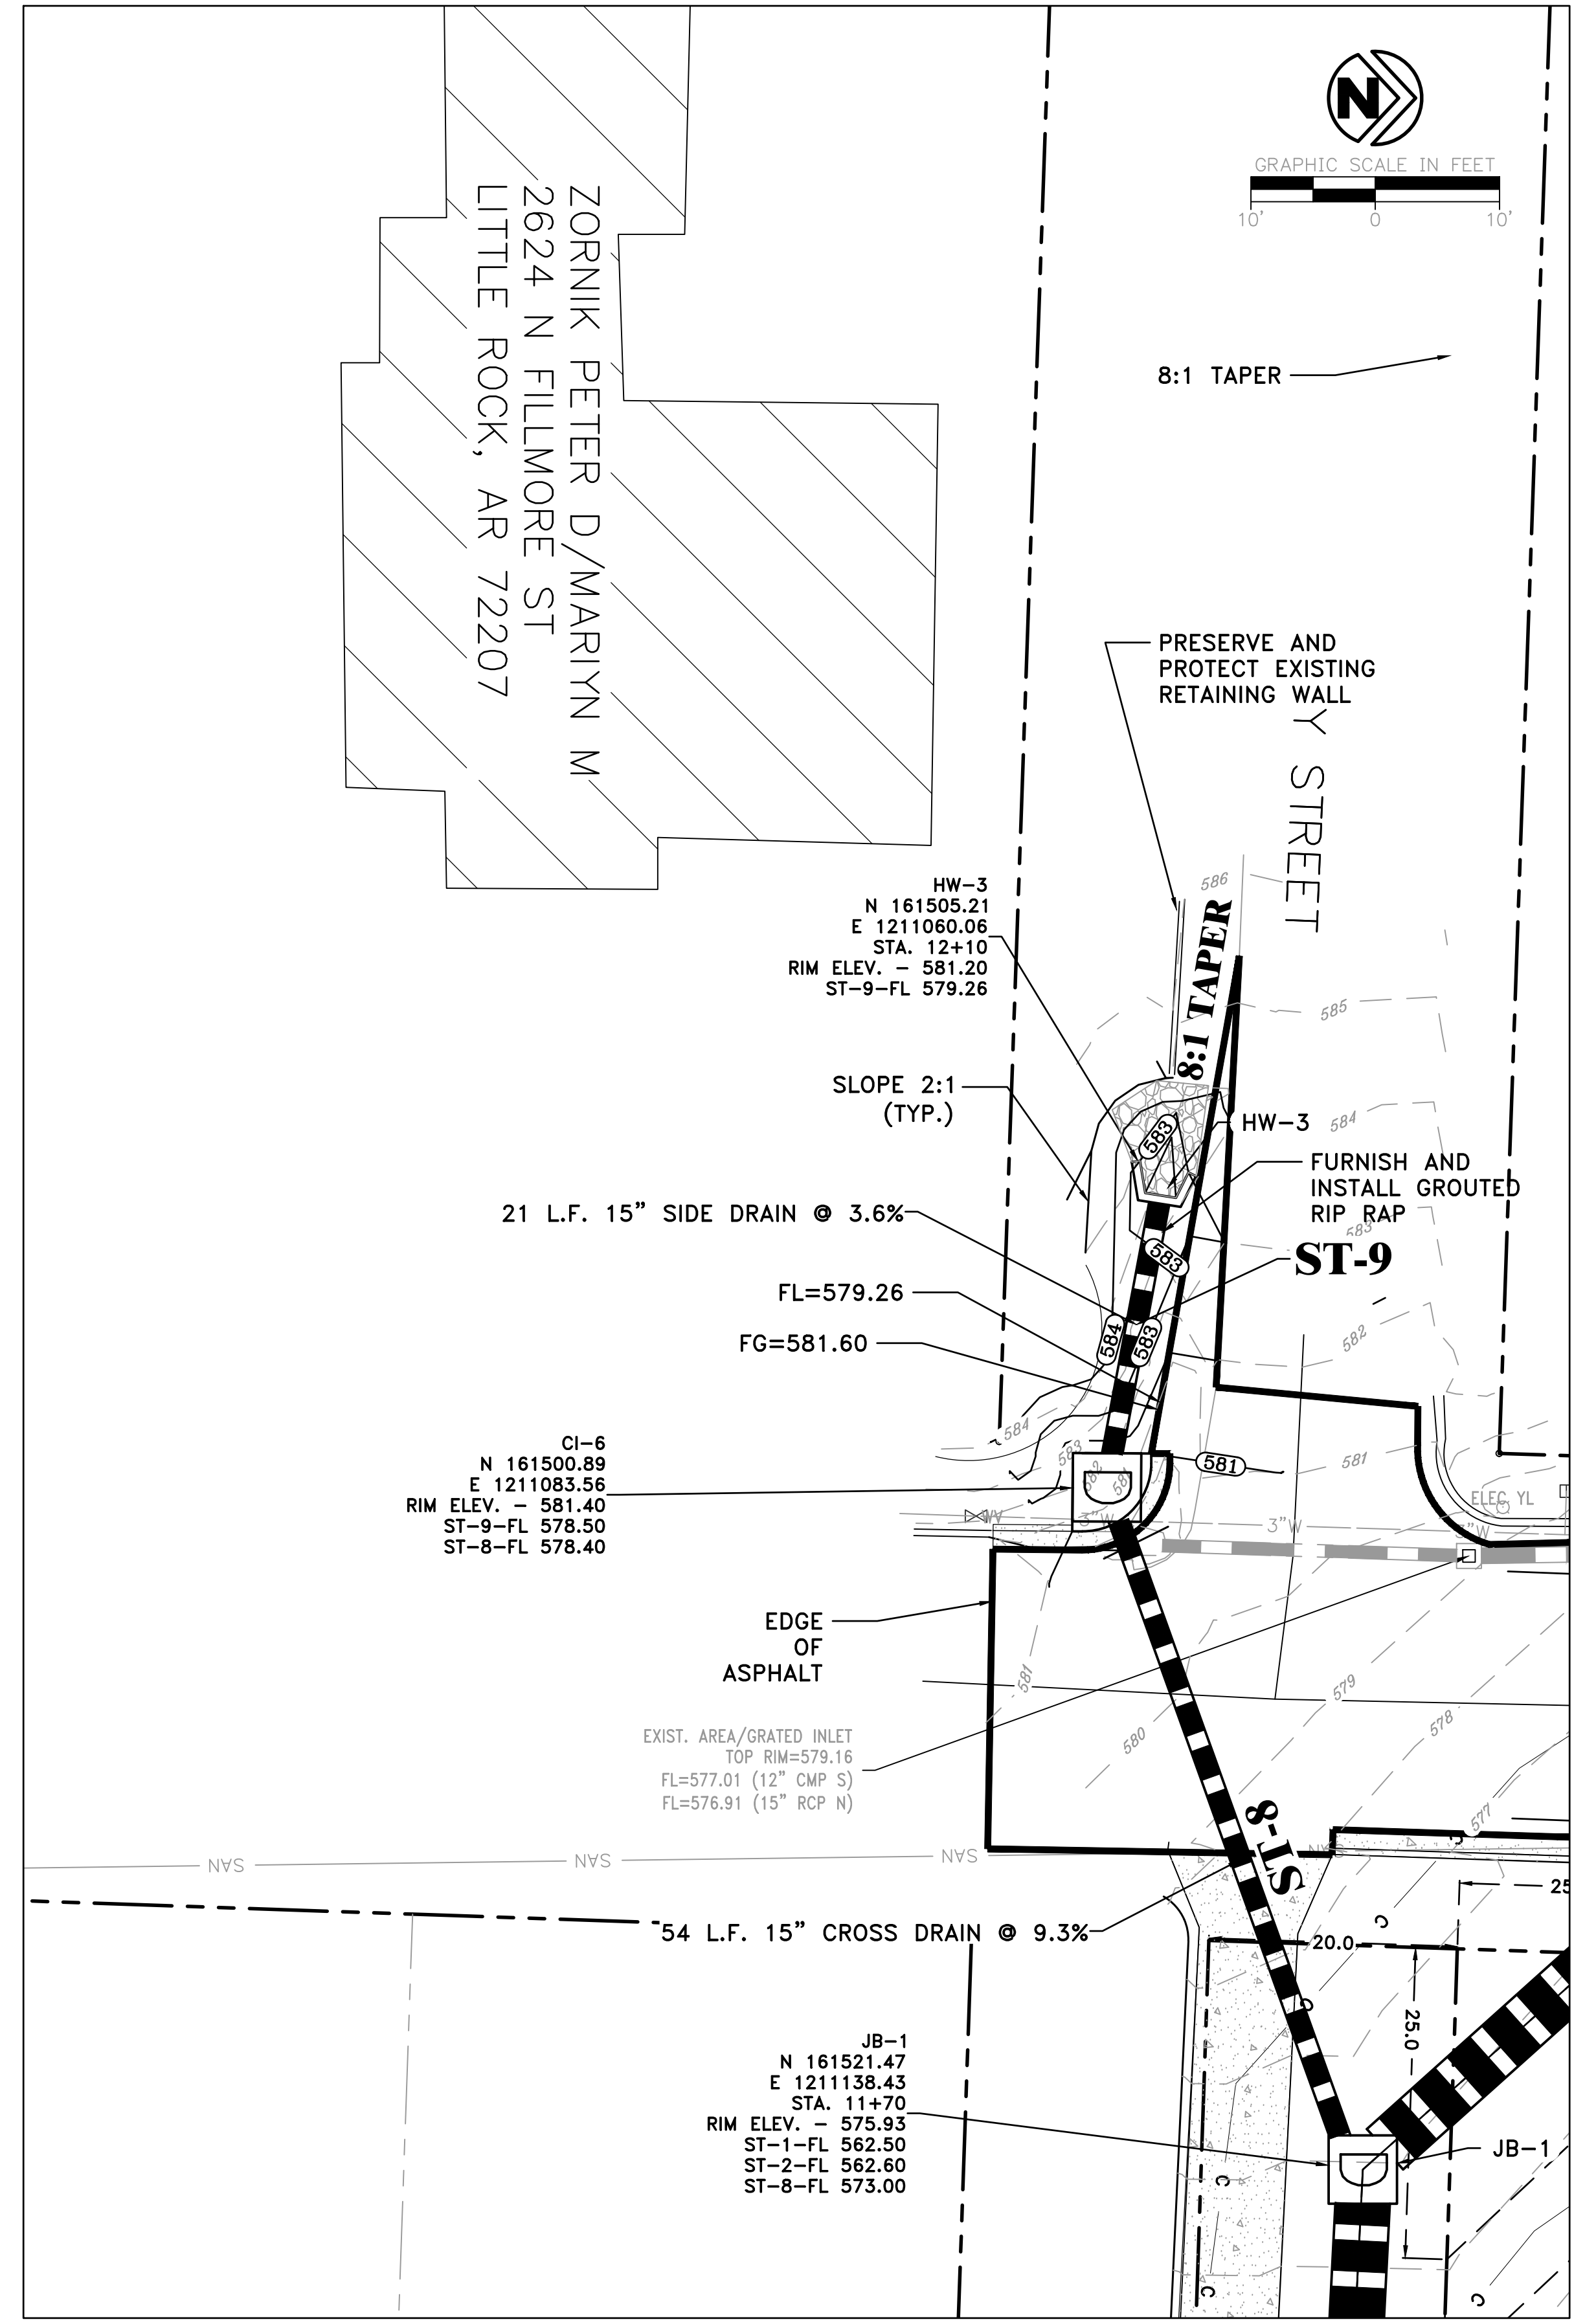 N
GRAPHIC SCALE IN FEET
10' 0 10'
ZORNIK PETER D/MARIYN M
2624 N FILLMORE ST
LITTLE ROCK, AR 72207
8:1 TAPER
PRESERVE AND
PROTECT EXISTING
RETAINING WALL
Y STREET
586
HW-3
N 161505.21
E 1211060.06
STA. 12+10
RIM ELEV. - 581.20
ST-9-FL 579.26
8:1 TAPER
585
SLOPE 2:1
(TYP.)
583
HW-3
584
FURNISH AND
INSTALL GROUTED
RIP RAP
583
21 L.F. 15" SIDE DRAIN @ 3.6%
583
ST-9
FL=579.26
FG=581.60
584
583
582
584
583
582
581
581
581
CI-6
N 161500.89
E 1211083.56
RIM ELEV. - 581.40
ST-9-FL 578.50
ST-8-FL 578.40
ELEC YL
WV
3"W
3"W
3"W
EDGE
OF
ASPHALT
581
580
579
578
577
EXIST. AREA/GRATED INLET
TOP RIM=579.16
FL=577.01 (12" CMP S)
FL=576.91 (15" RCP N)
ST-8
SAN
SAN
SAN
SAN
C
25
54 L.F. 15" CROSS DRAIN @ 9.3%
C
20.0
C
25.0
JB-1
N 161521.47
E 1211138.43
STA. 11+70
RIM ELEV. - 575.93
ST-1-FL 562.50
ST-2-FL 562.60
ST-8-FL 573.00
JB-1
C
C
C